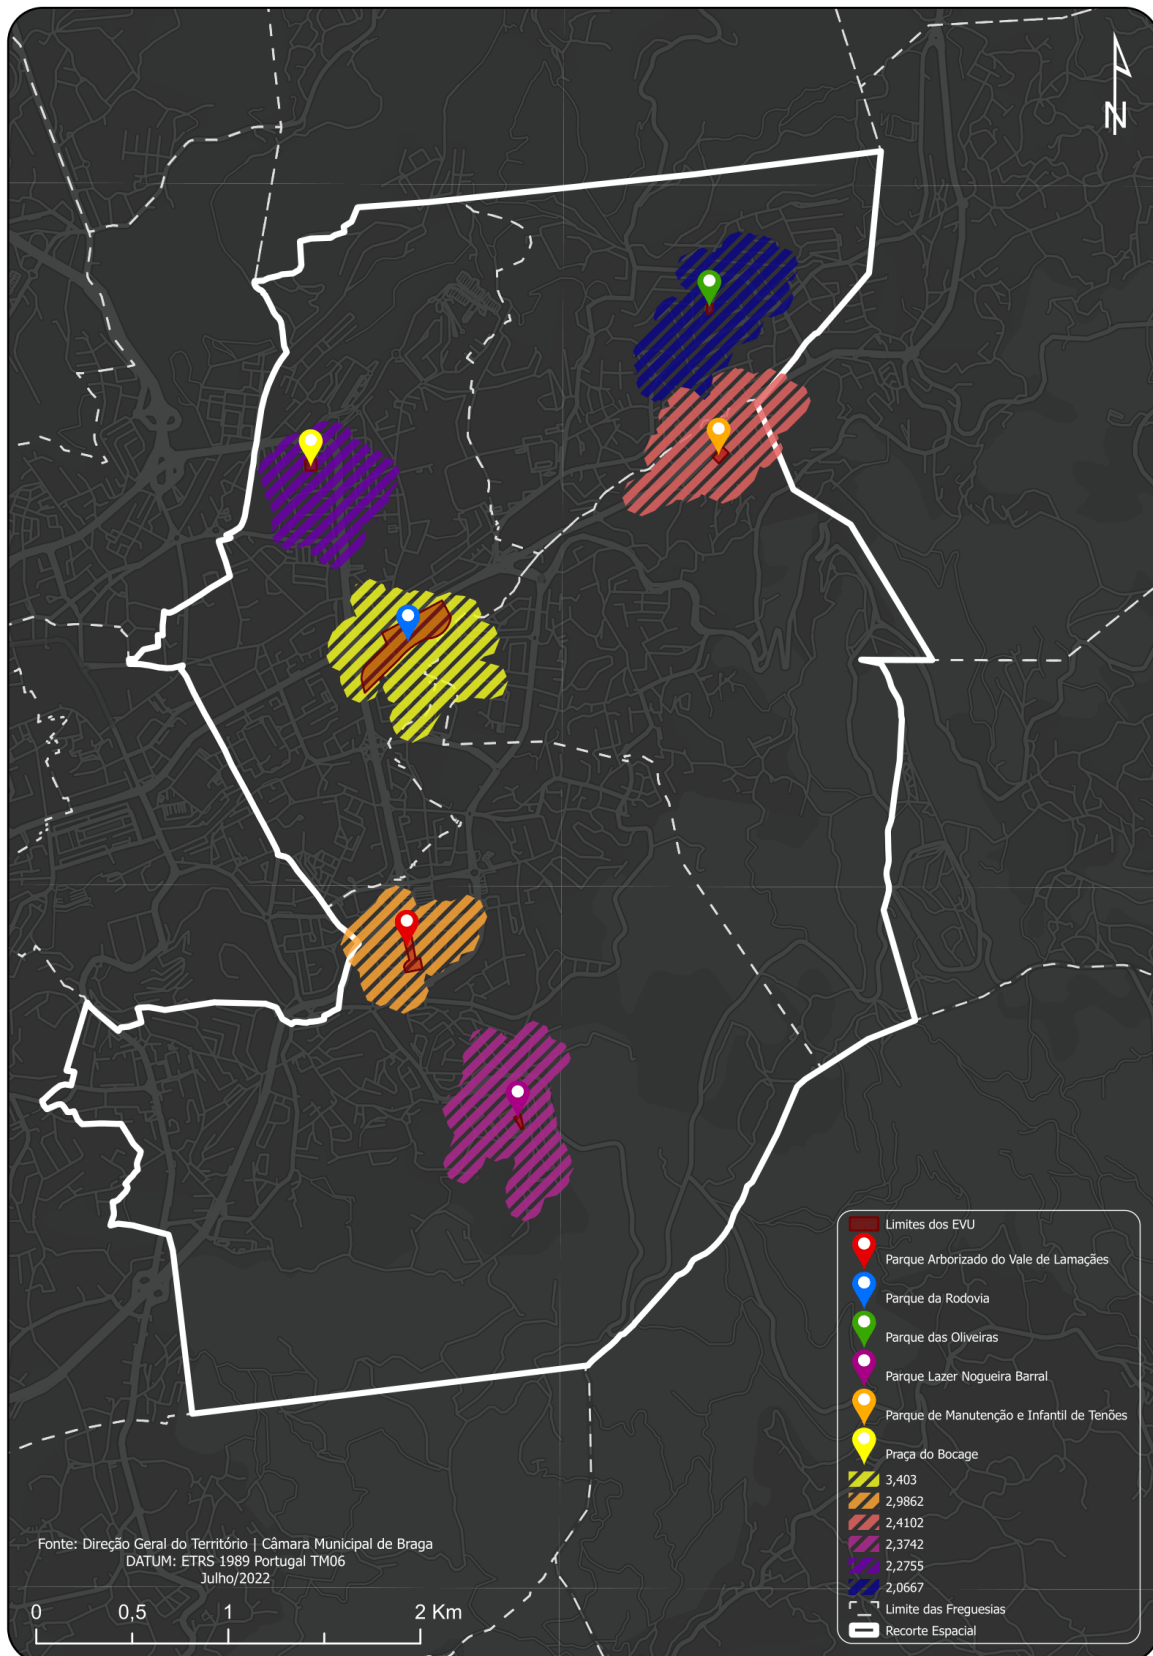 N
Limites dos EVU
Parque Arborizado do Vale de Lamaçães
Parque da Rodovia
Parque das Oliveiras
Parque Lazer Nogueira Barral
Parque de Manutenção e Infantil de Tenões
Praça do Bocage
3,403
2,9862
2,4102
2,3742
2,2755
2,0667
Limite das Freguesias
Recorte Espacial
Fonte: Direção Geral do Território | Câmara Municipal de Braga
DATUM: ETRS 1989 Portugal TM06
Julho/2022
0 0,5 1 2 Km